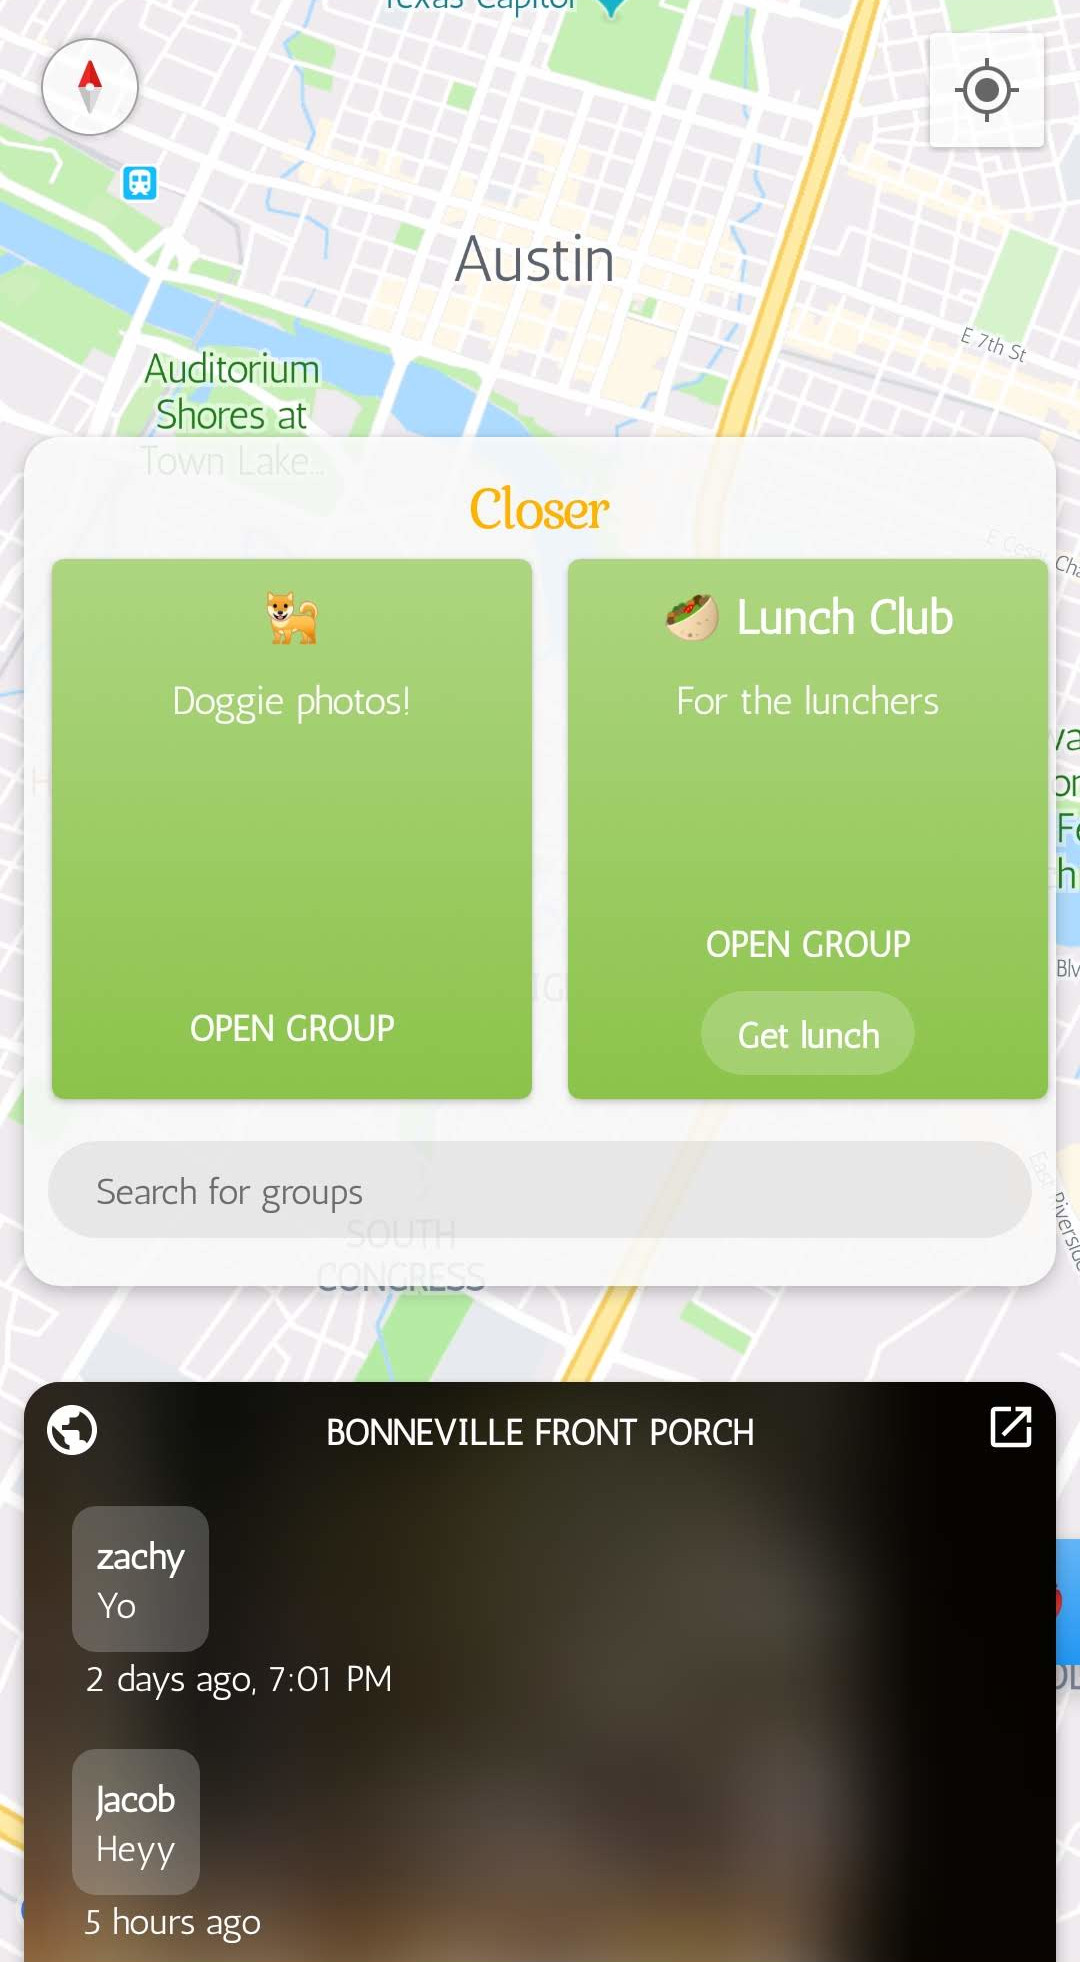 Texas Capitol
Austin
E 7th St
Auditorium
Shores at
Town Lake...
Closer
Doggie photos!
OPEN GROUP
Lunch Club
For the lunchers
OPEN GROUP
Get lunch
Blv
Search for groups
SOUTH
CONGRESS
BONNEVILLE FRONT PORCH
zachy
Yo
2 days ago, 7:01 PM
Jacob
Heyy
5 hours ago